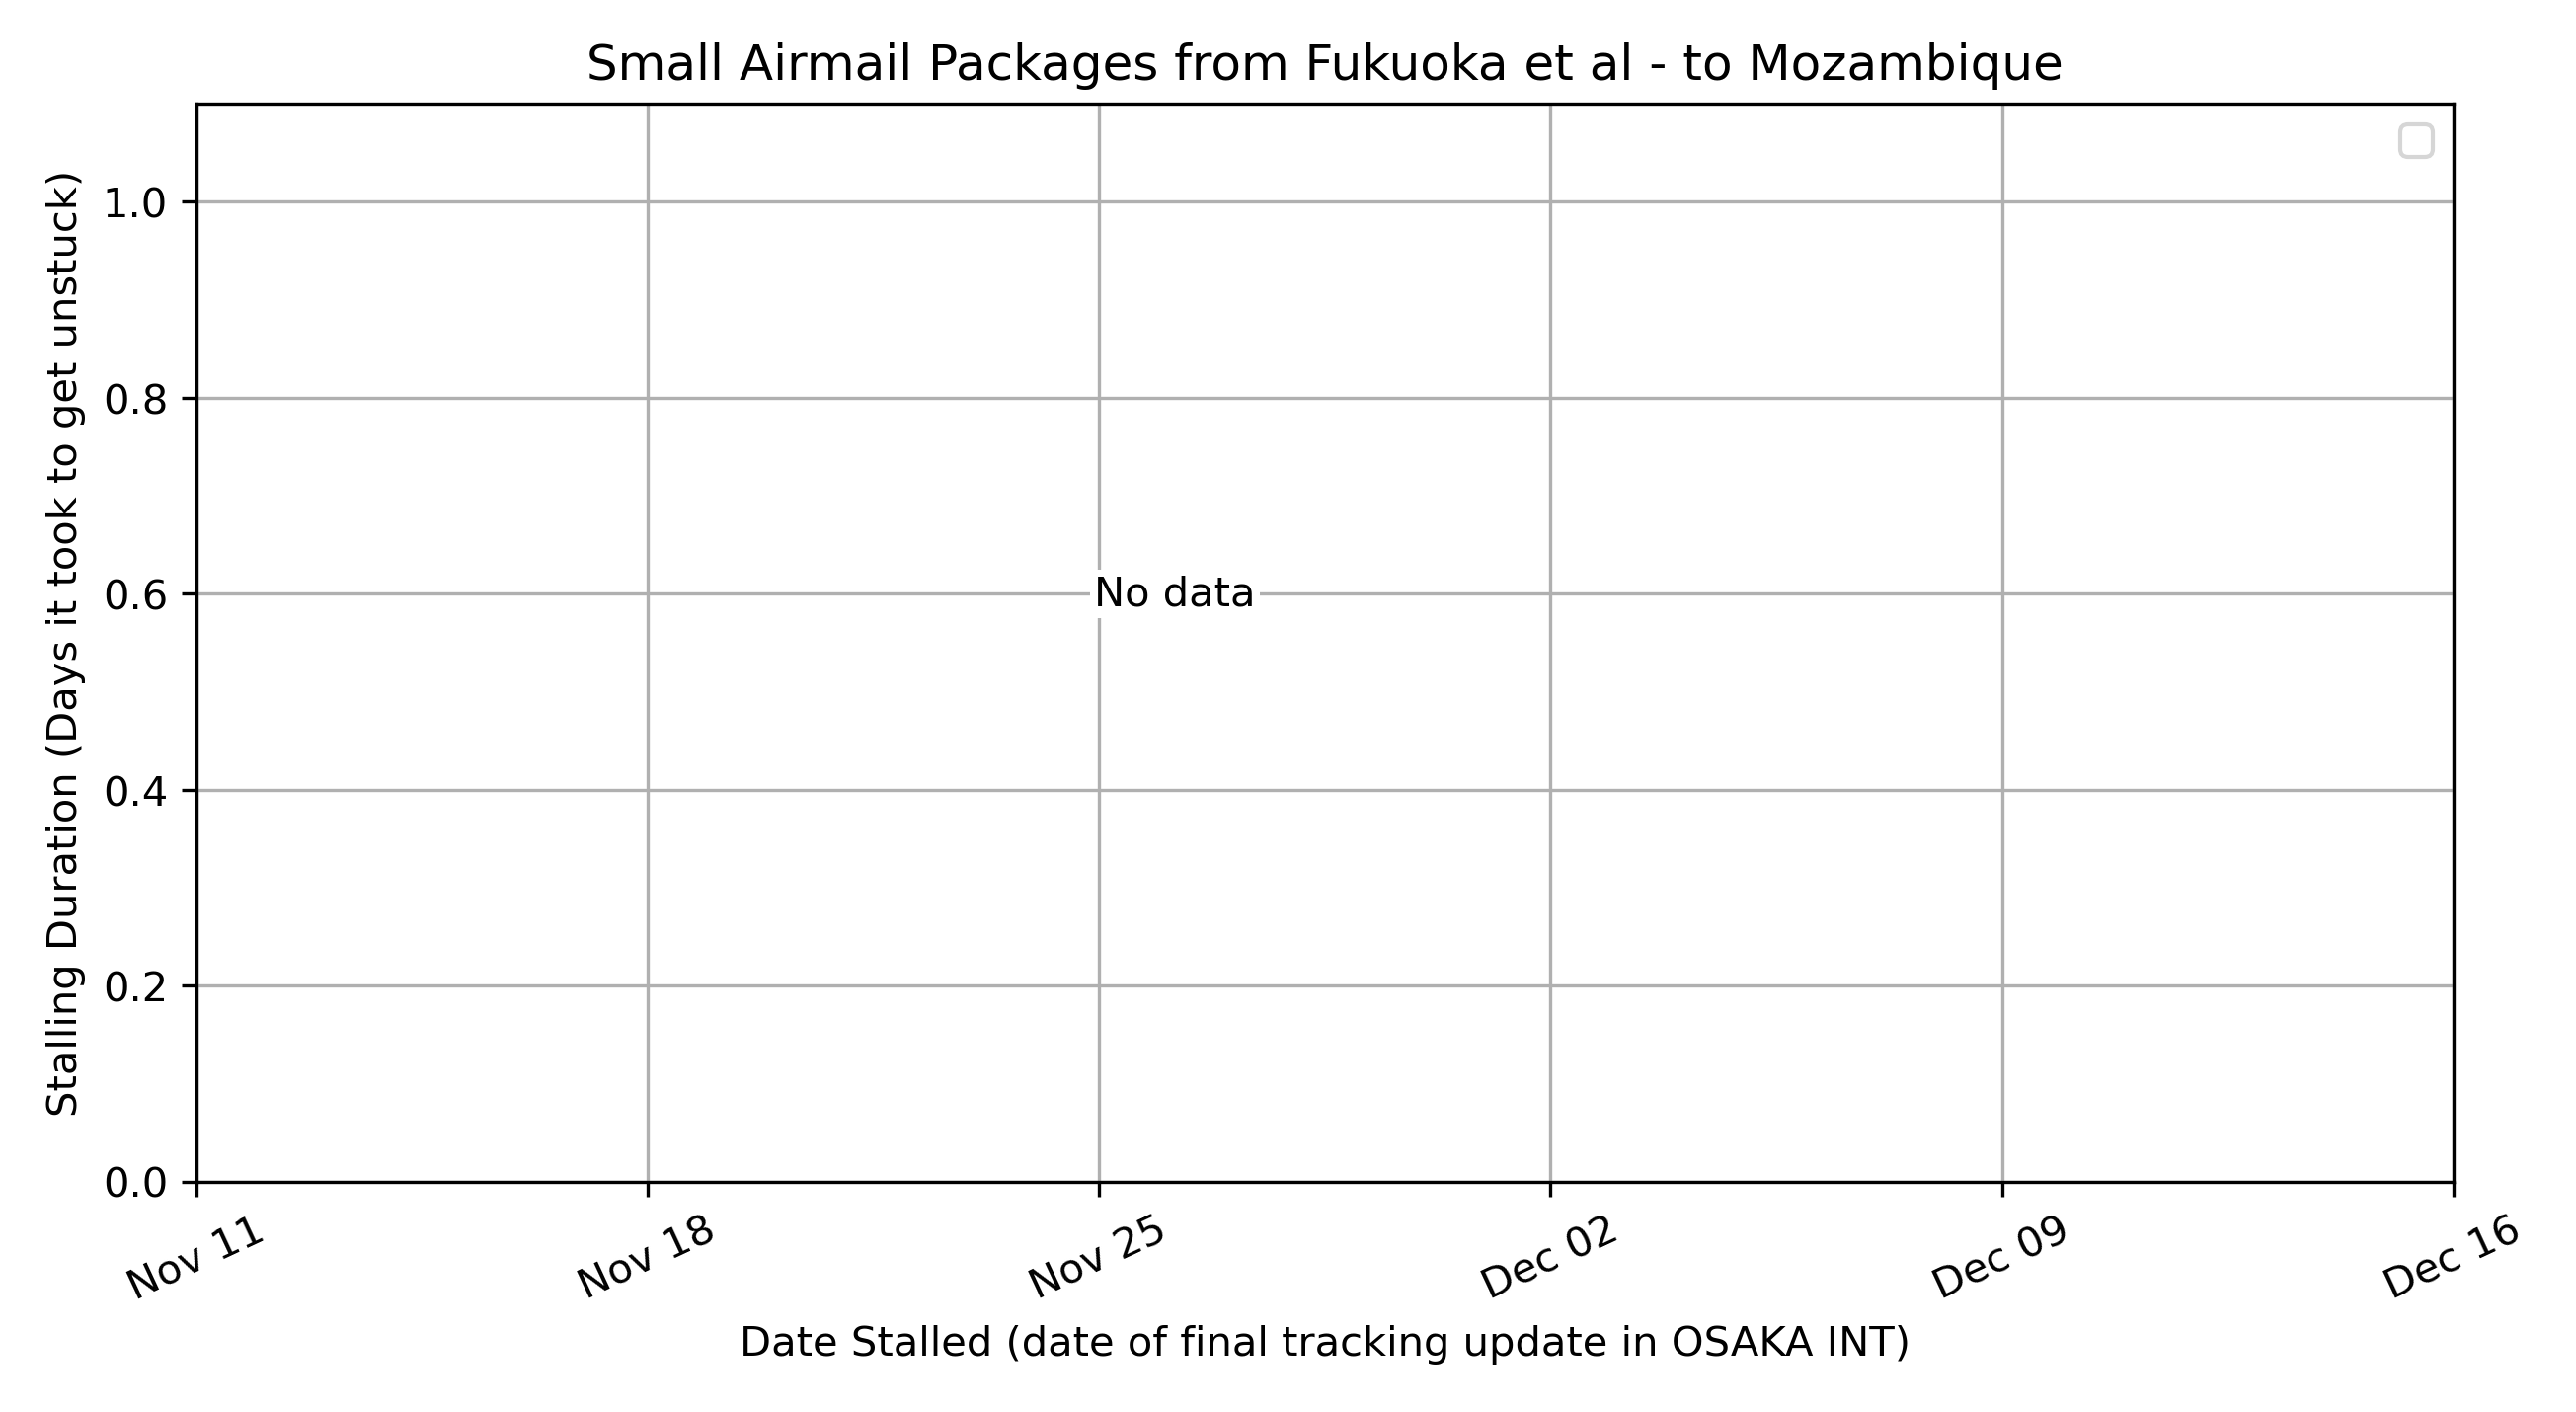 Small Airmail Packages from Fukuoka et al - to Mozambique
Stalling Duration (Days it took to get unstuck)
1.0
0.8
0.6
0.4
0.2
0.0
No data
Nov 11
Nov 18
Nov 25
Dec 02
Dec 09
Dec 16
Date Stalled (date of final tracking update in OSAKA INT)